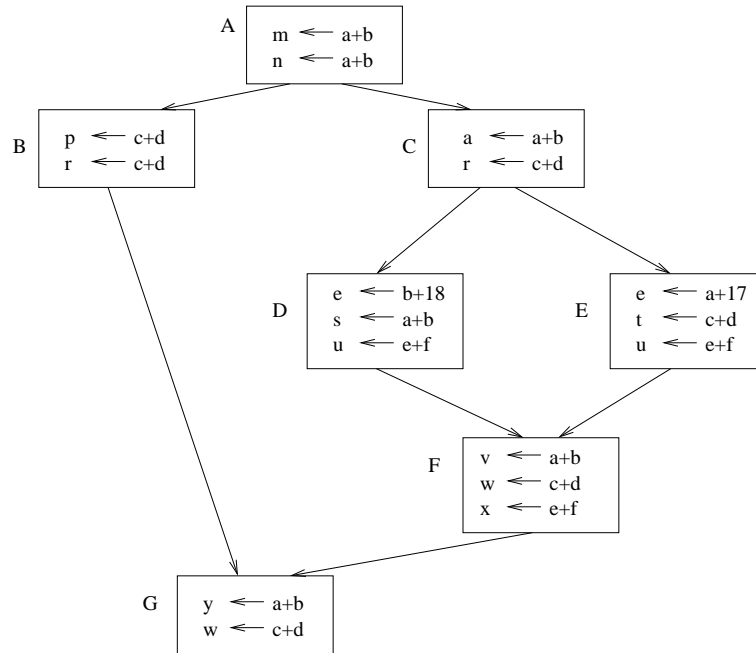 A
m ← a+b
n ← a+b
B
p ← c+d
r ← c+d
C
a ← a+b
r ← c+d
D
e ← b+18
s ← a+b
u ← e+f
E
e ← a+17
t ← c+d
u ← e+f
F
v ← a+b
w ← c+d
x ← e+f
G
y ← a+b
w ← c+d